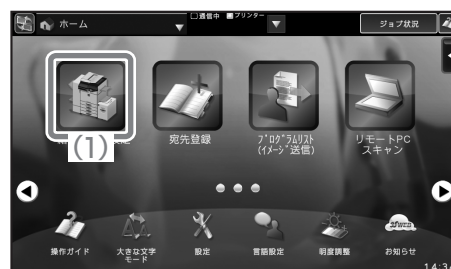 ホーム
□通信中 ■プリンター
ジョブ状況
(1)
宛先登録
ﾌﾟﾛｸﾞﾗﾑﾘｽﾄ
(ｲﾒｰｼﾞ送信)
リモートPC
スキャン
操作ガイド
大きな文字
モード
設定
言語設定
明度調整
お知らせ